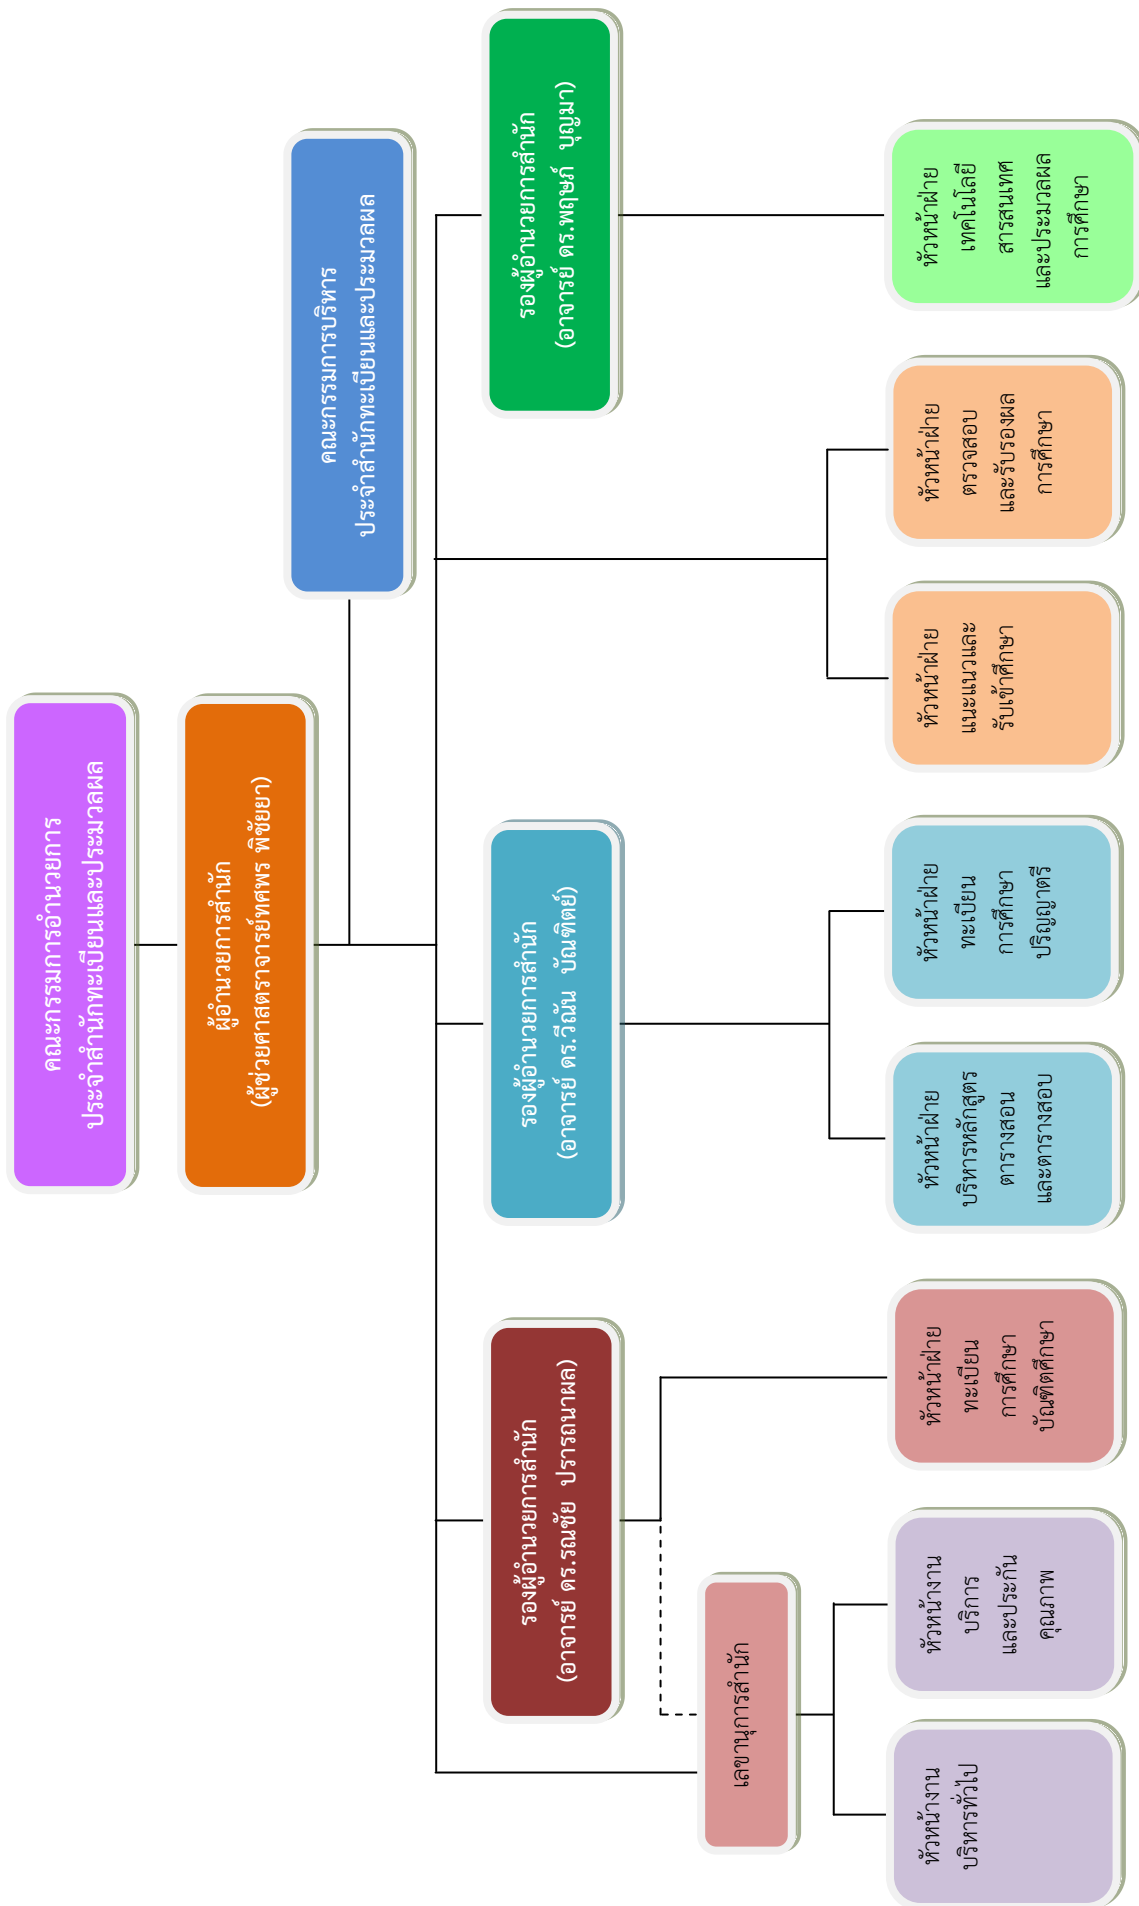 คณะกรรมการอำนวยการ
ประจำสำนักทะเบียนและประมวลผล
ผู้อำนวยการสำนัก
(ผู้ช่วยศาสตราจารย์ทศพร พิชัยยา)
คณะกรรมการบริหาร
ประจำสำนักทะเบียนและประมวลผล
รองผู้อำนวยการสำนัก
(อาจารย์ ดร.รณชัย ปรารถนาผล)
รองผู้อำนวยการสำนัก
(อาจารย์ ดร.วีณัน บัณฑิตย์)
รองผู้อำนวยการสำนัก
(อาจารย์ ดร.พฤษภ์ บุญมา)
เลขานุการสำนัก
หัวหน้างาน
บริหารทั่วไป
หัวหน้างาน
บริการ
และประกัน
คุณภาพ
หัวหน้าฝ่าย
ทะเบียน
การศึกษา
บัณฑิตศึกษา
หัวหน้าฝ่าย
บริหารหลักสูตร
ตารางสอน
และตารางสอบ
หัวหน้าฝ่าย
ทะเบียน
การศึกษา
ปริญญาตรี
หัวหน้าฝ่าย
แนะแนวและ
รับเข้าศึกษา
หัวหน้าฝ่าย
ตรวจสอบ
และรับรองผล
การศึกษา
หัวหน้าฝ่าย
เทคโนโลยี
สารสนเทศ
และประมวลผล
การศึกษา